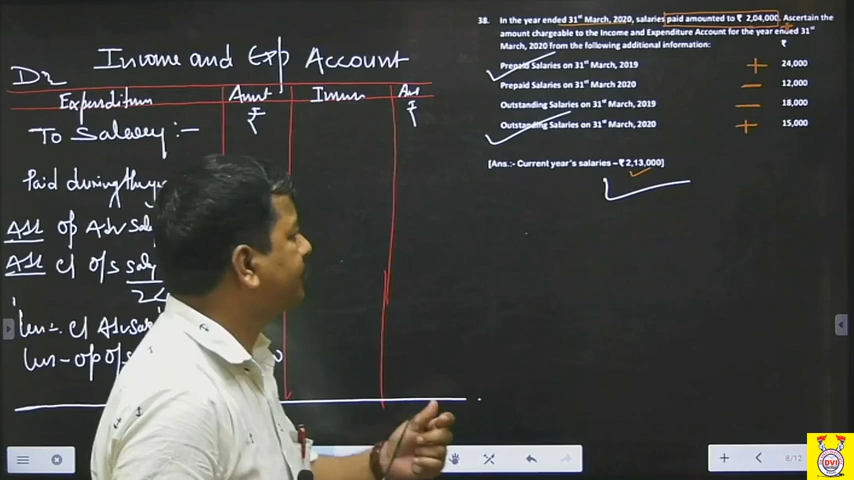 38. In the year ended 31st March, 2020, salaries paid amounted to ₹ 2,04,000. Ascertain the
amount chargeable to the Income and Expenditure Account for the year ended 31st
March, 2020 from the following additional information: ₹
Prepaid Salaries on 31st March, 2019 + 24,000
Prepaid Salaries on 31st March 2020 – 12,000
Outstanding Salaries on 31st March, 2019 – 18,000
Outstanding Salaries on 31st March, 2020 + 15,000
[Ans.:- Current year's salaries – ₹ 2,13,000]
Dr Income and Exp Account
Expenditure Amnt Amt
₹ ₹
To Salary :-
Paid during the y
Add op Adv Sal
Add cl o/s Saly
Less :- cl Adv Sal
Less - op o/s
8/12
DVI